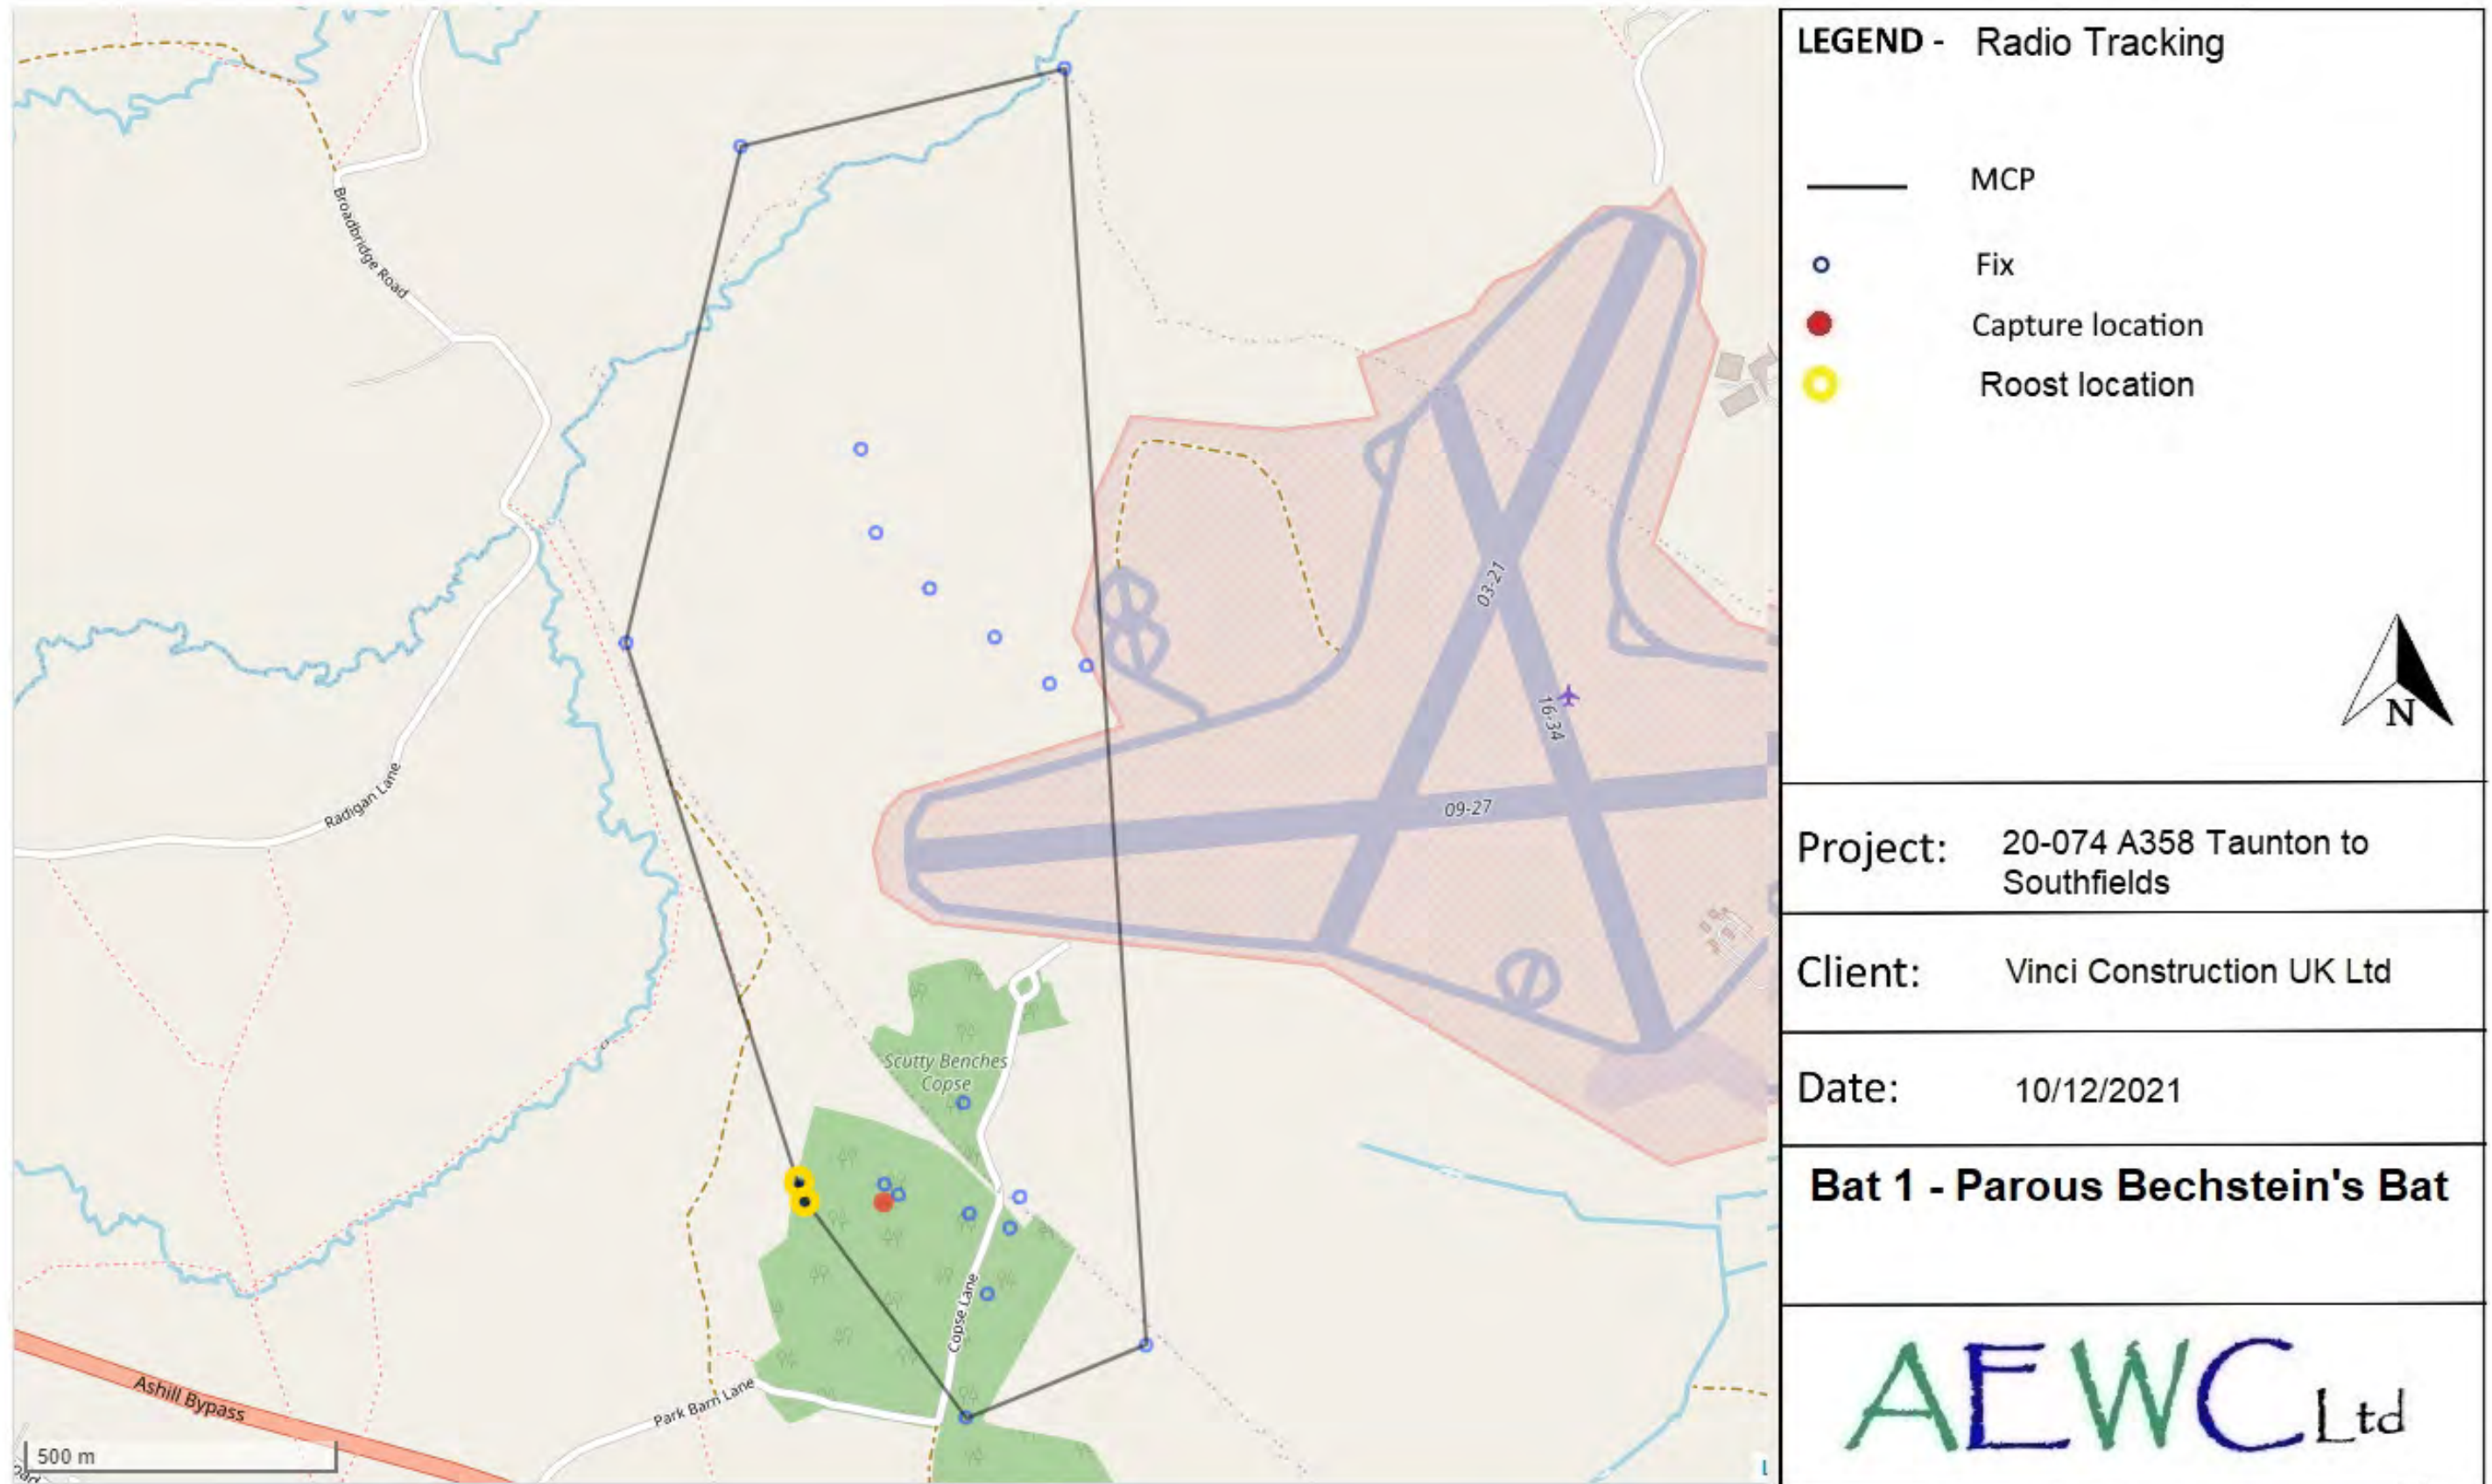 LEGEND - Radio Tracking
MCP
Fix
Capture location
Roost location
N
Project: 20-074 A358 Taunton to
Southfields
Client: Vinci Construction UK Ltd
Date: 10/12/2021
Bat 1 - Parous Bechstein's Bat
AEWC Ltd
Broadbridge Road
Radigan Lane
03-21
16-34
09-27
Scutty Benches
Copse
Copse Lane
Park Barn Lane
Ashill Bypass
500 m